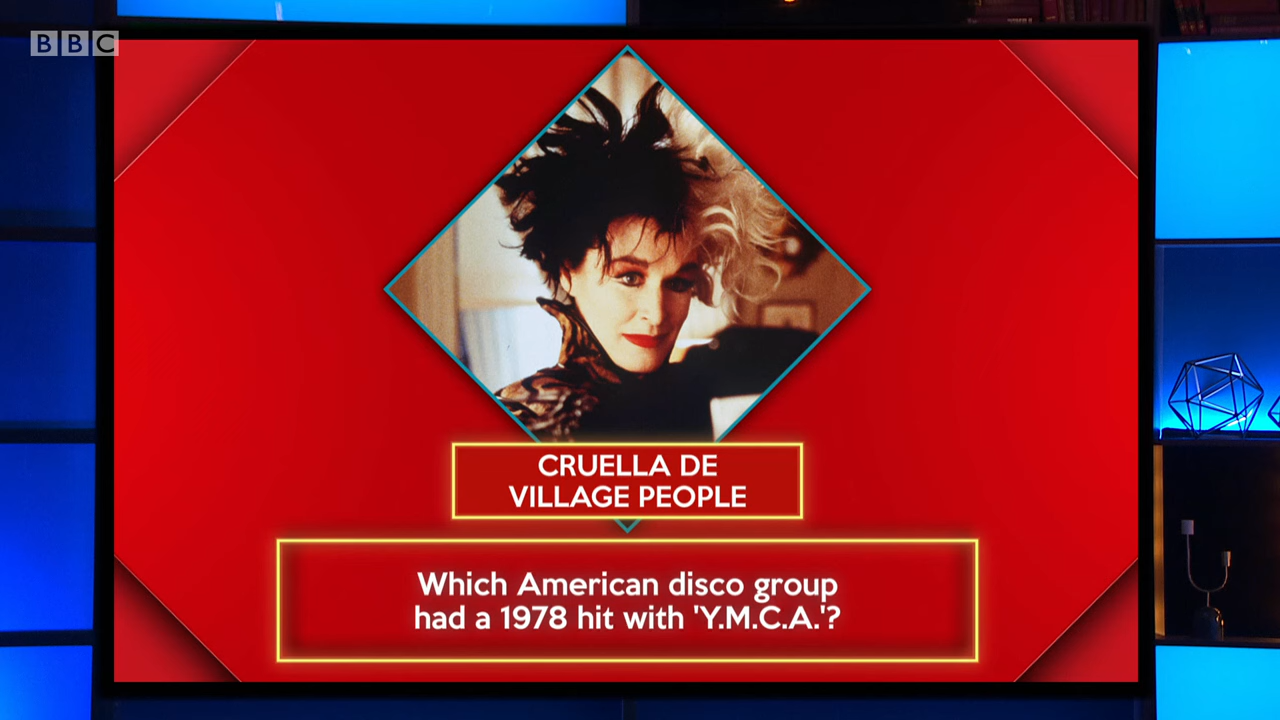 BBC
CRUELLA DE
VILLAGE PEOPLE
Which American disco group
had a 1978 hit with 'Y.M.C.A.'?